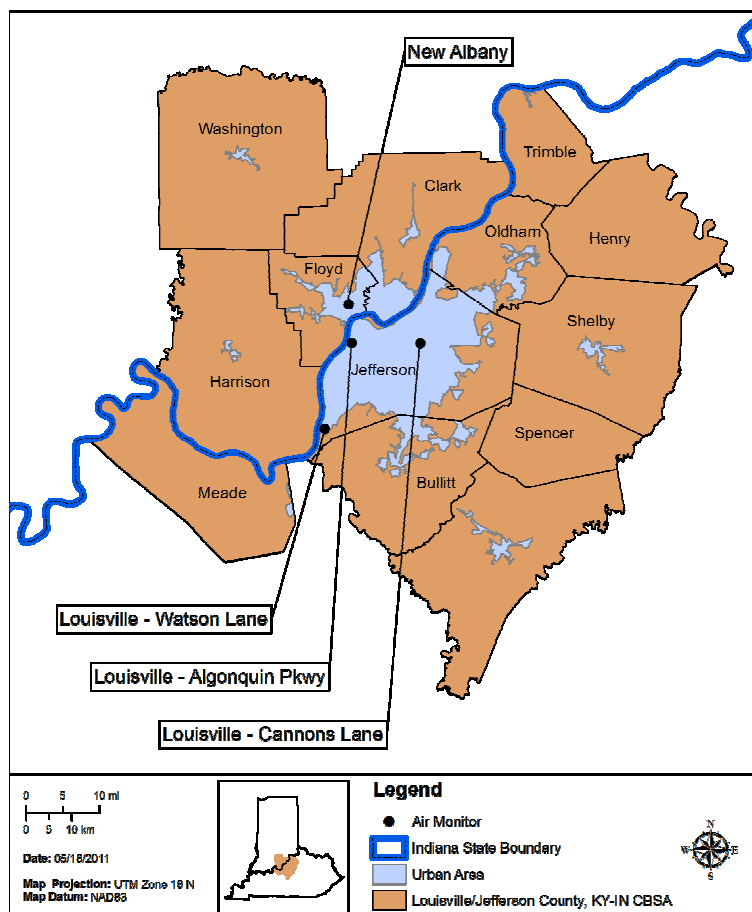 New Albany
Washington
Trimble
Clark
Oldham
Henry
Floyd
Shelby
Jefferson
Harrison
Spencer
Meade
Bullitt
Louisville - Watson Lane
Louisville - Algonquin Pkwy
Louisville - Cannons Lane
0 5 10 mi
0 5 10 km
Date: 05/18/2011
Map Projection: UTM Zone 16 N
Map Datum: NAD83
Legend
Air Monitor
Indiana State Boundary
Urban Area
Louisville/Jefferson County, KY-IN CBSA
N
W E
S